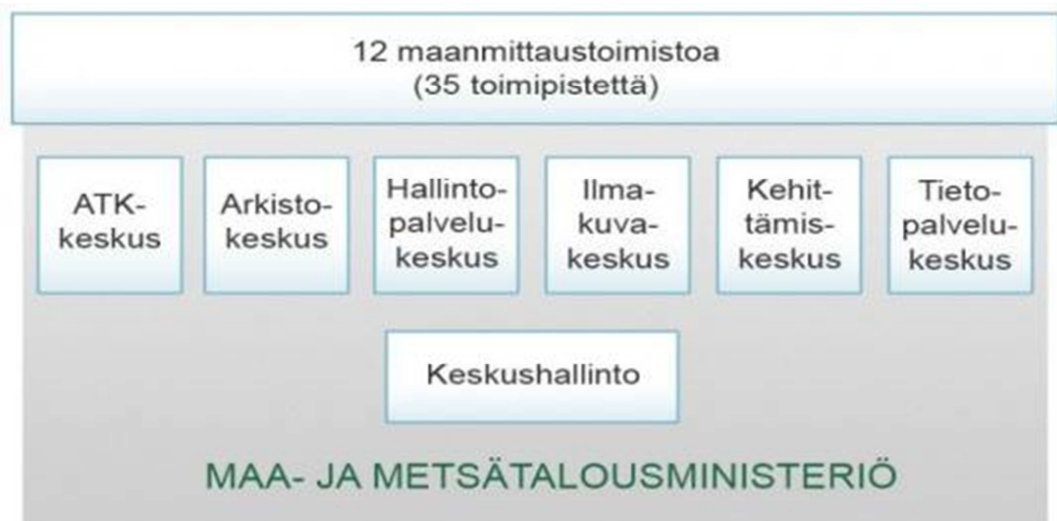 12 maanmittaustoimistoa
(35 toimipistettä)
ATK-
keskus
Arkisto-
keskus
Hallinto-
palvelu-
keskus
Ilma-
kuva-
keskus
Kehit-
tämis-
keskus
Tieto-
palvelu-
keskus
Keskushallinto
MAA- JA METSÄTALOUSMINISTERIÖ